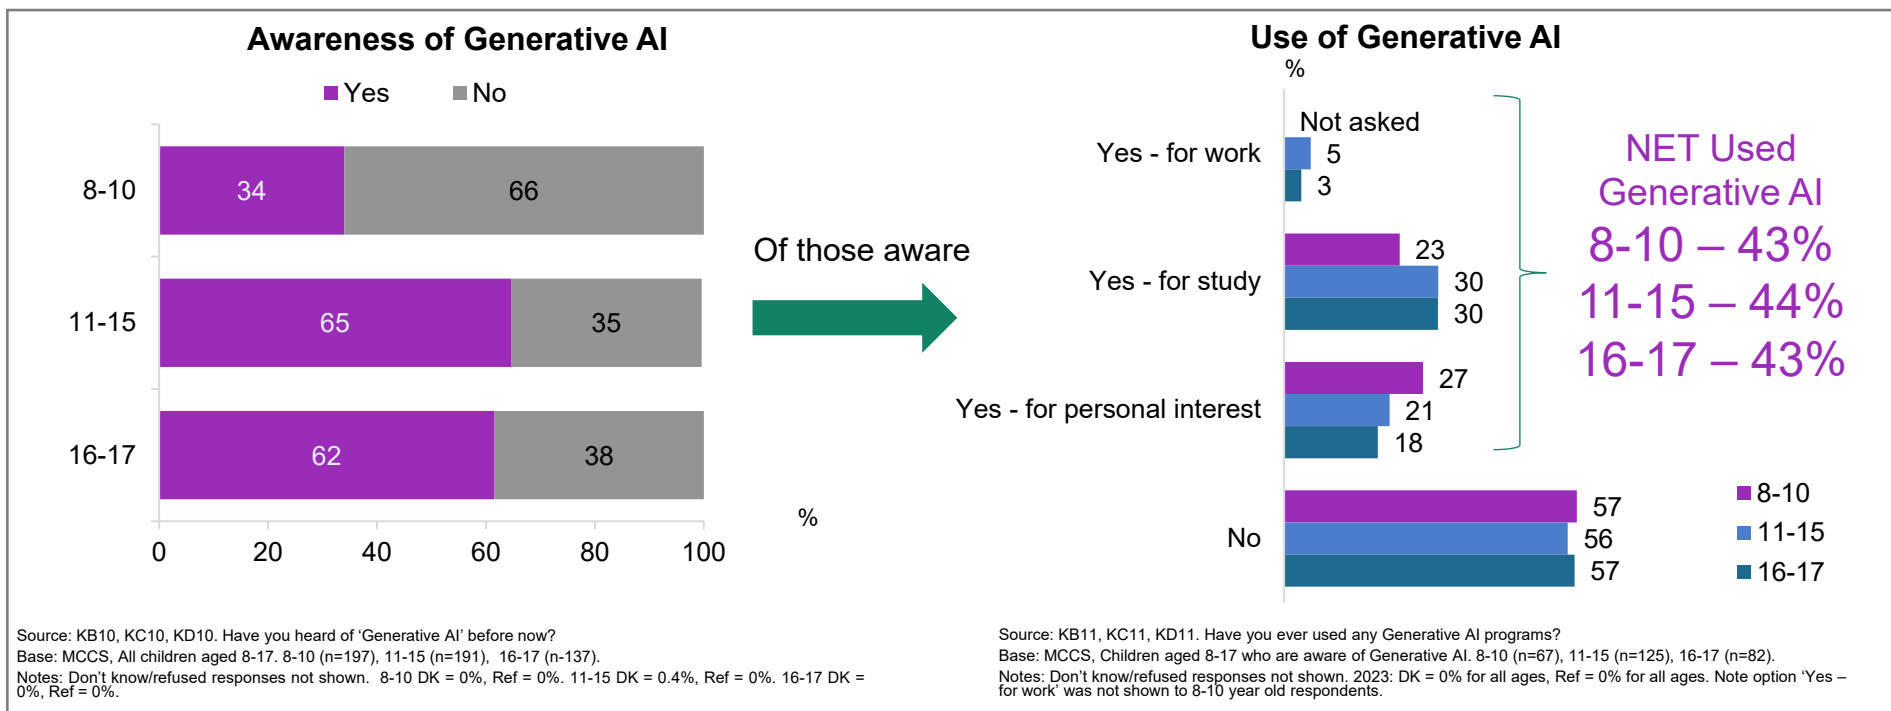 Awareness of Generative AI
Yes
No
8-10
34
66
11-15
65
35
16-17
62
38
%
0
20
40
60
80
100
Source: KB10, KC10, KD10. Have you heard of ‘Generative AI’ before now?
Base: MCCS, All children aged 8-17. 8-10 (n=197), 11-15 (n=191),  16-17 (n-137).
Notes: Don't know/refused responses not shown.  8-10 DK = 0%, Ref = 0%. 11-15 DK = 0.4%, Ref = 0%. 16-17 DK =
0%, Ref = 0%.
Of those aware
Use of Generative AI
%
Yes - for work
Not asked
5
3
Yes - for study
23
30
30
Yes - for personal interest
27
21
18
No
57
56
57
NET Used
Generative AI
8-10 – 43%
11-15 – 44%
16-17 – 43%
8-10
11-15
16-17
Source: KB11, KC11, KD11. Have you ever used any Generative AI programs?
Base: MCCS, Children aged 8-17 who are aware of Generative AI. 8-10 (n=67), 11-15 (n=125), 16-17 (n=82).
Notes: Don't know/refused responses not shown. 2023: DK = 0% for all ages, Ref = 0% for all ages. Note option ‘Yes –
for work’ was not shown to 8-10 year old respondents.